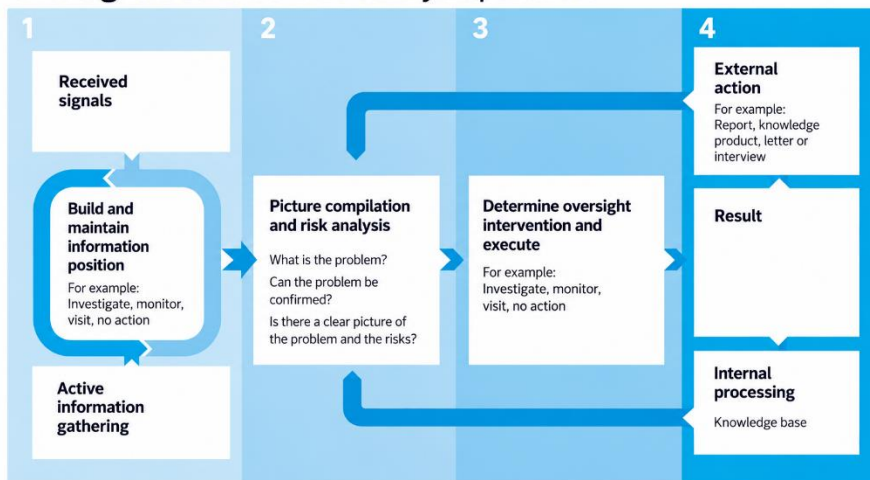 1
Received
signals
Build and
maintain
information
position
For example:
Investigate, monitor,
visit, no action
Active
information
gathering
2
Picture compilation
and risk analysis
What is the problem?
Can the problem be
confirmed?
Is there a clear picture of
the problem and the risks?
3
Determine oversight
intervention and
execute
For example:
Investigate, monitor,
visit, no action
4
External
action
For example:
Report, knowledge
product, letter or
interview
Result
Internal
processing
Knowledge base